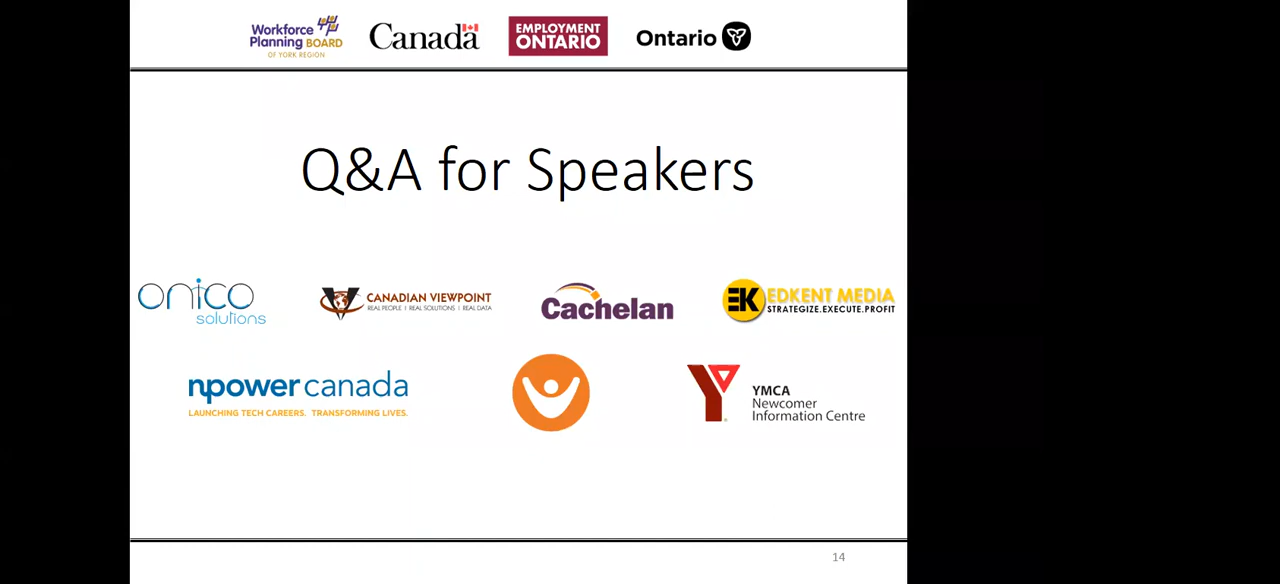 Workforce
Planning BOARD
OF YORK REGION
Canada
EMPLOYMENT
ONTARIO
Ontario
Q&A for Speakers
onico
solutions
CANADIAN VIEWPOINT
REAL PEOPLE | REAL SOLUTIONS | REAL DATA
Cachelan
EK
EDKENT MEDIA
STRATEGIZE.EXECUTE.PROFIT
npowercanada
LAUNCHING TECH CAREERS. TRANSFORMING LIVES.
YMCA
Newcomer
Information Centre
14